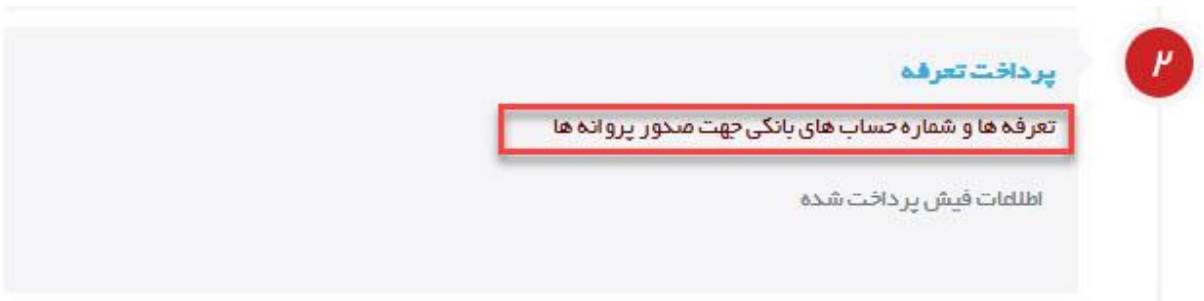 ۲
پرداخت تعرفه
تعرفه ها و شماره حساب های بانکی جهت صدور پروانه ها
اطلاعات فیش پرداخت شده